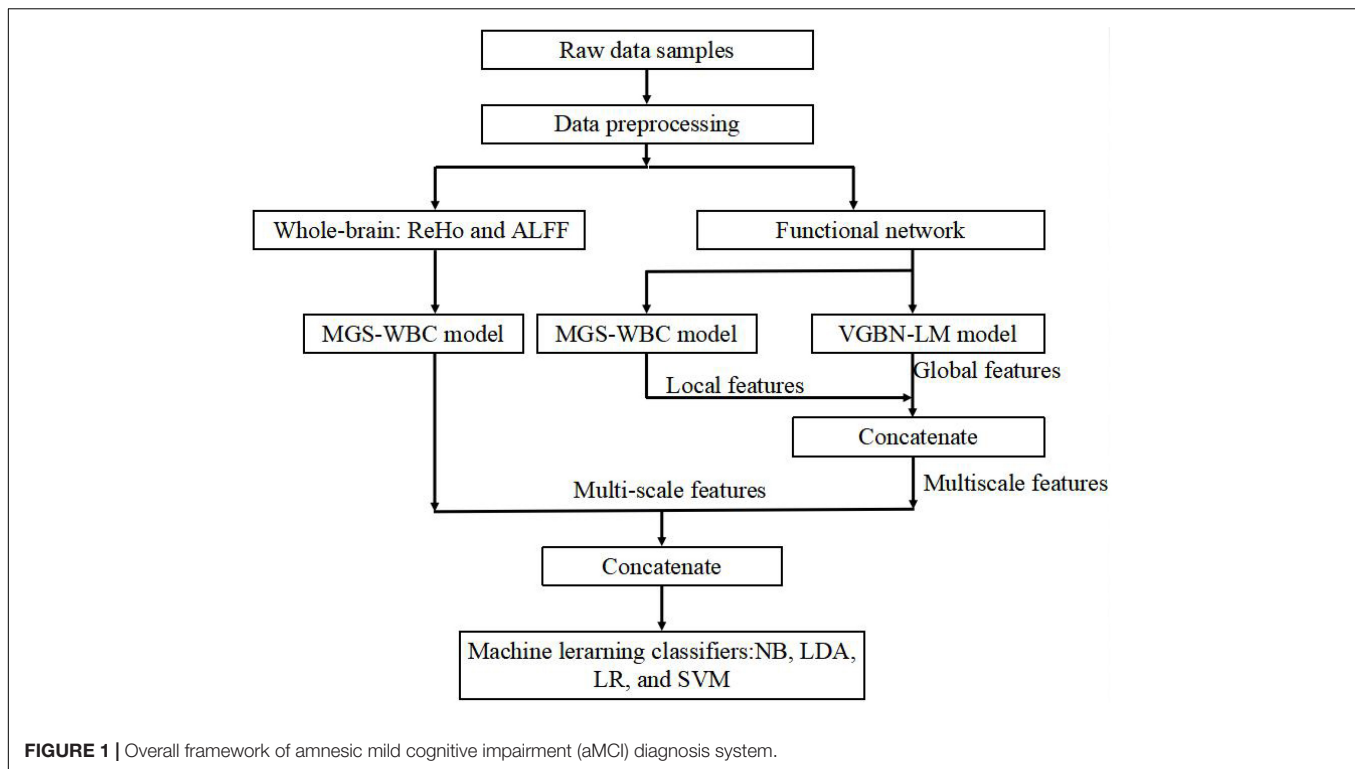 Raw data samples
Data preprocessing
Whole-brain: ReHo and ALFF
Functional network
MGS-WBC model
MGS-WBC model
VGBN-LM model
Local features
Global features
Concatenate
Multi-scale features
Multiscale features
Concatenate
Machine lerarning classifiers:NB, LDA,
LR, and SVM
FIGURE 1 | Overall framework of amnesic mild cognitive impairment (aMCI) diagnosis system.